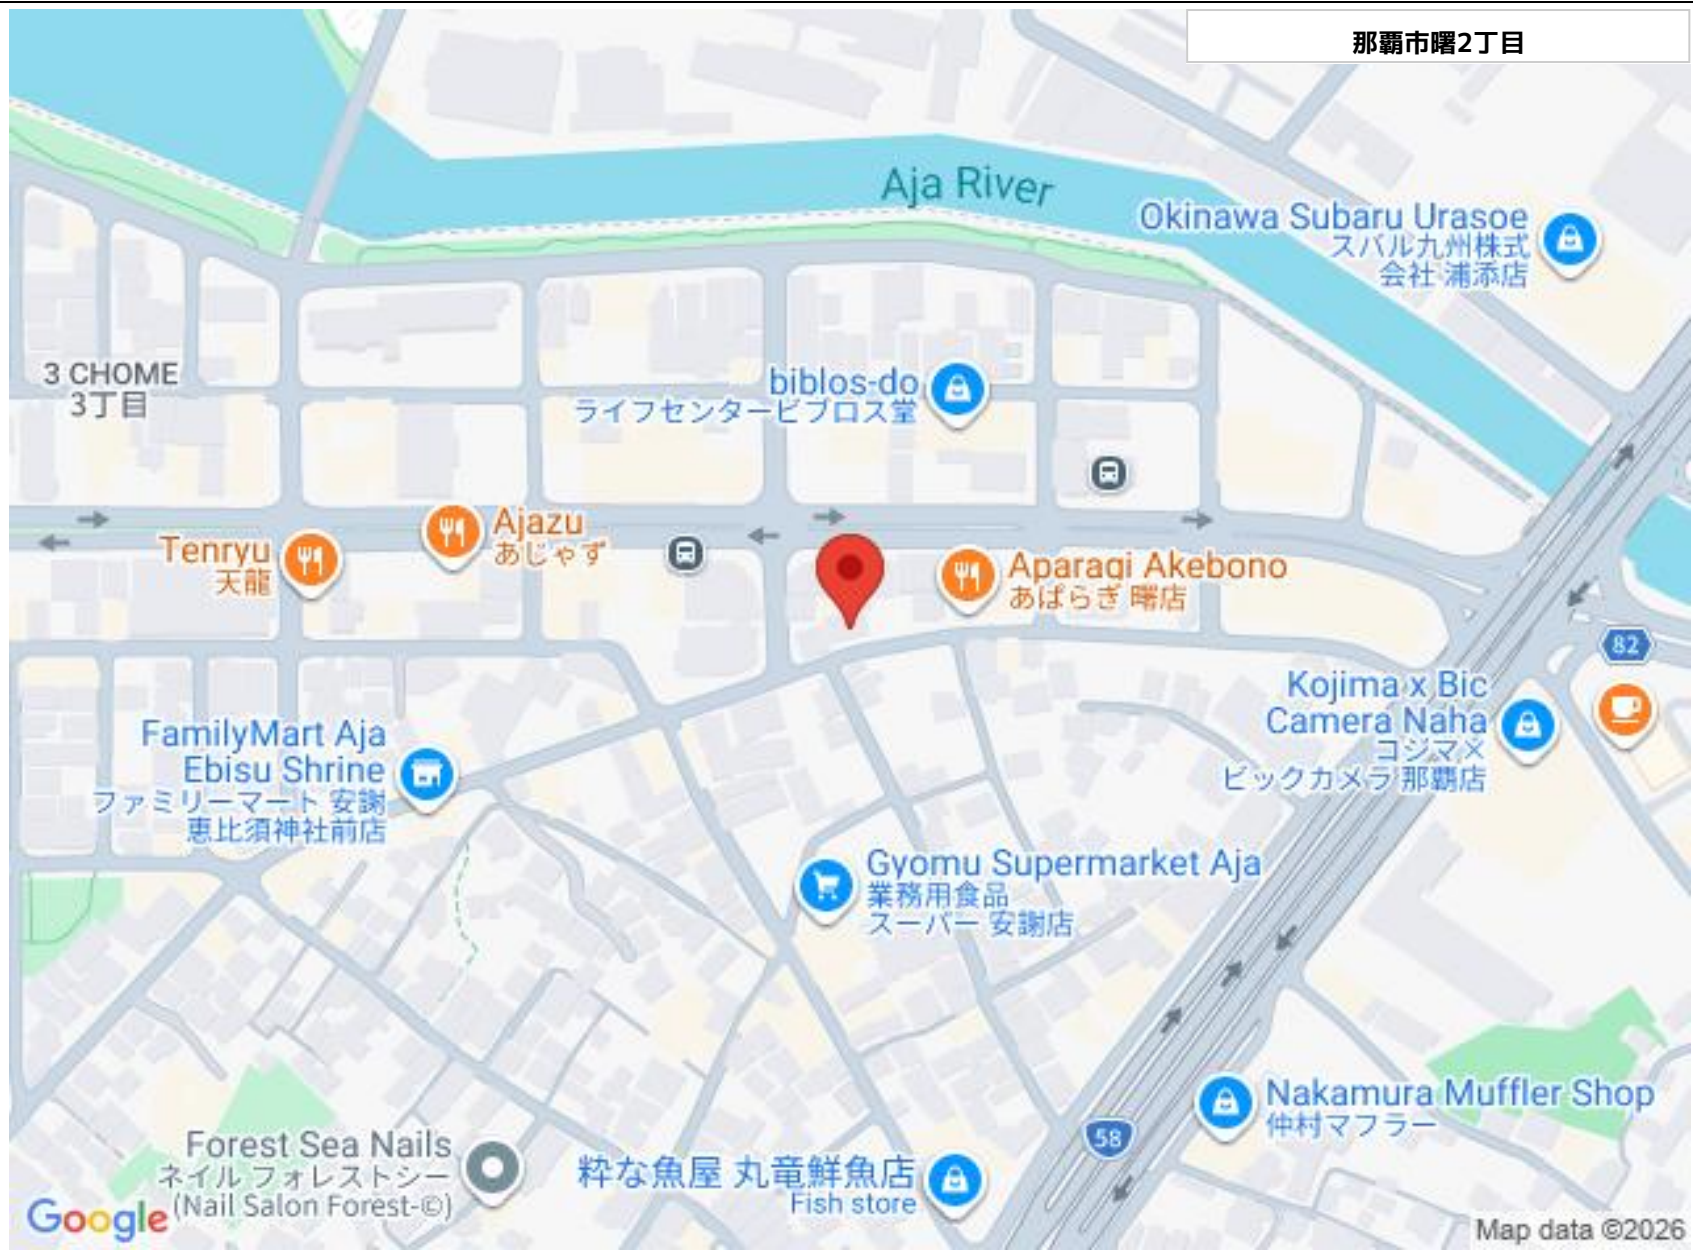 那覇市曙2丁目
Aja River
Okinawa Subaru Urasoe
スバル九州株式
会社 浦添店
3 CHOME
3丁目
biblos-do
ライフセンタービブロス堂
Ajazu
あじゃず
Tenryu
天龍
Aparagi Akebono
あぱらぎ 曙店
82
Kojima x Bic
Camera Naha
コジマ×
ビックカメラ 那覇店
FamilyMart Aja
Ebisu Shrine
ファミリーマート 安謝
恵比須神社前店
Gyomu Supermarket Aja
業務用食品
スーパー 安謝店
Nakamura Muffler Shop
仲村マフラー
58
Forest Sea Nails
ネイル フォレストシー
(Nail Salon Forest-©)
粋な魚屋 丸竜鮮魚店
Fish store
Google
Map data ©2026